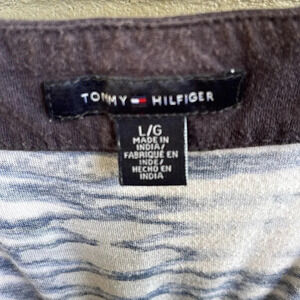 TOMMY HILFIGER
L/G
MADE IN
INDIA/
FABRIQUÉ EN
INDE/
HECHO EN
INDIA